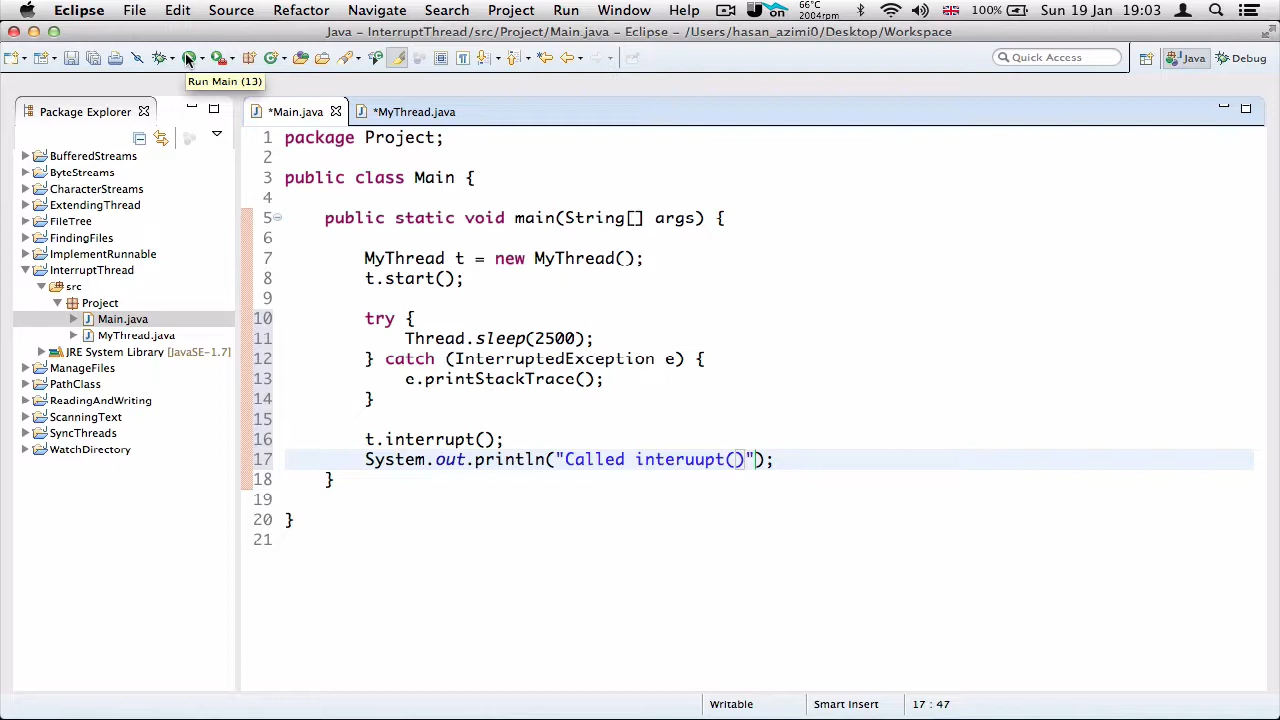 Eclipse File Edit Source Refactor Navigate Search Project Run Window Help on 66°C 2004rpm 100% Sun 19 Jan 19:03
Java – InterruptThread/src/Project/Main.java – Eclipse – /Users/hasan_azimi0/Desktop/Workspace
Quick Access Java Debug
Run Main (13)
Package Explorer *Main.java *MyThread.java
BufferedStreams
ByteStreams
CharacterStreams
ExtendingThread
FileTree
FindingFiles
ImplementRunnable
InterruptThread
src
Project
Main.java
MyThread.java
JRE System Library [JavaSE-1.7]
ManageFiles
PathClass
ReadingAndWriting
ScanningText
SyncThreads
WatchDirectory
1 package Project;
2
3 public class Main {
4
5 public static void main(String[] args) {
6
7 MyThread t = new MyThread();
8 t.start();
9
10 try {
11 Thread.sleep(2500);
12 } catch (InterruptedException e) {
13 e.printStackTrace();
14 }
15
16 t.interrupt();
17 System.out.println("Called interuupt()");
18 }
19
20 }
21
Writable Smart Insert 17 : 47